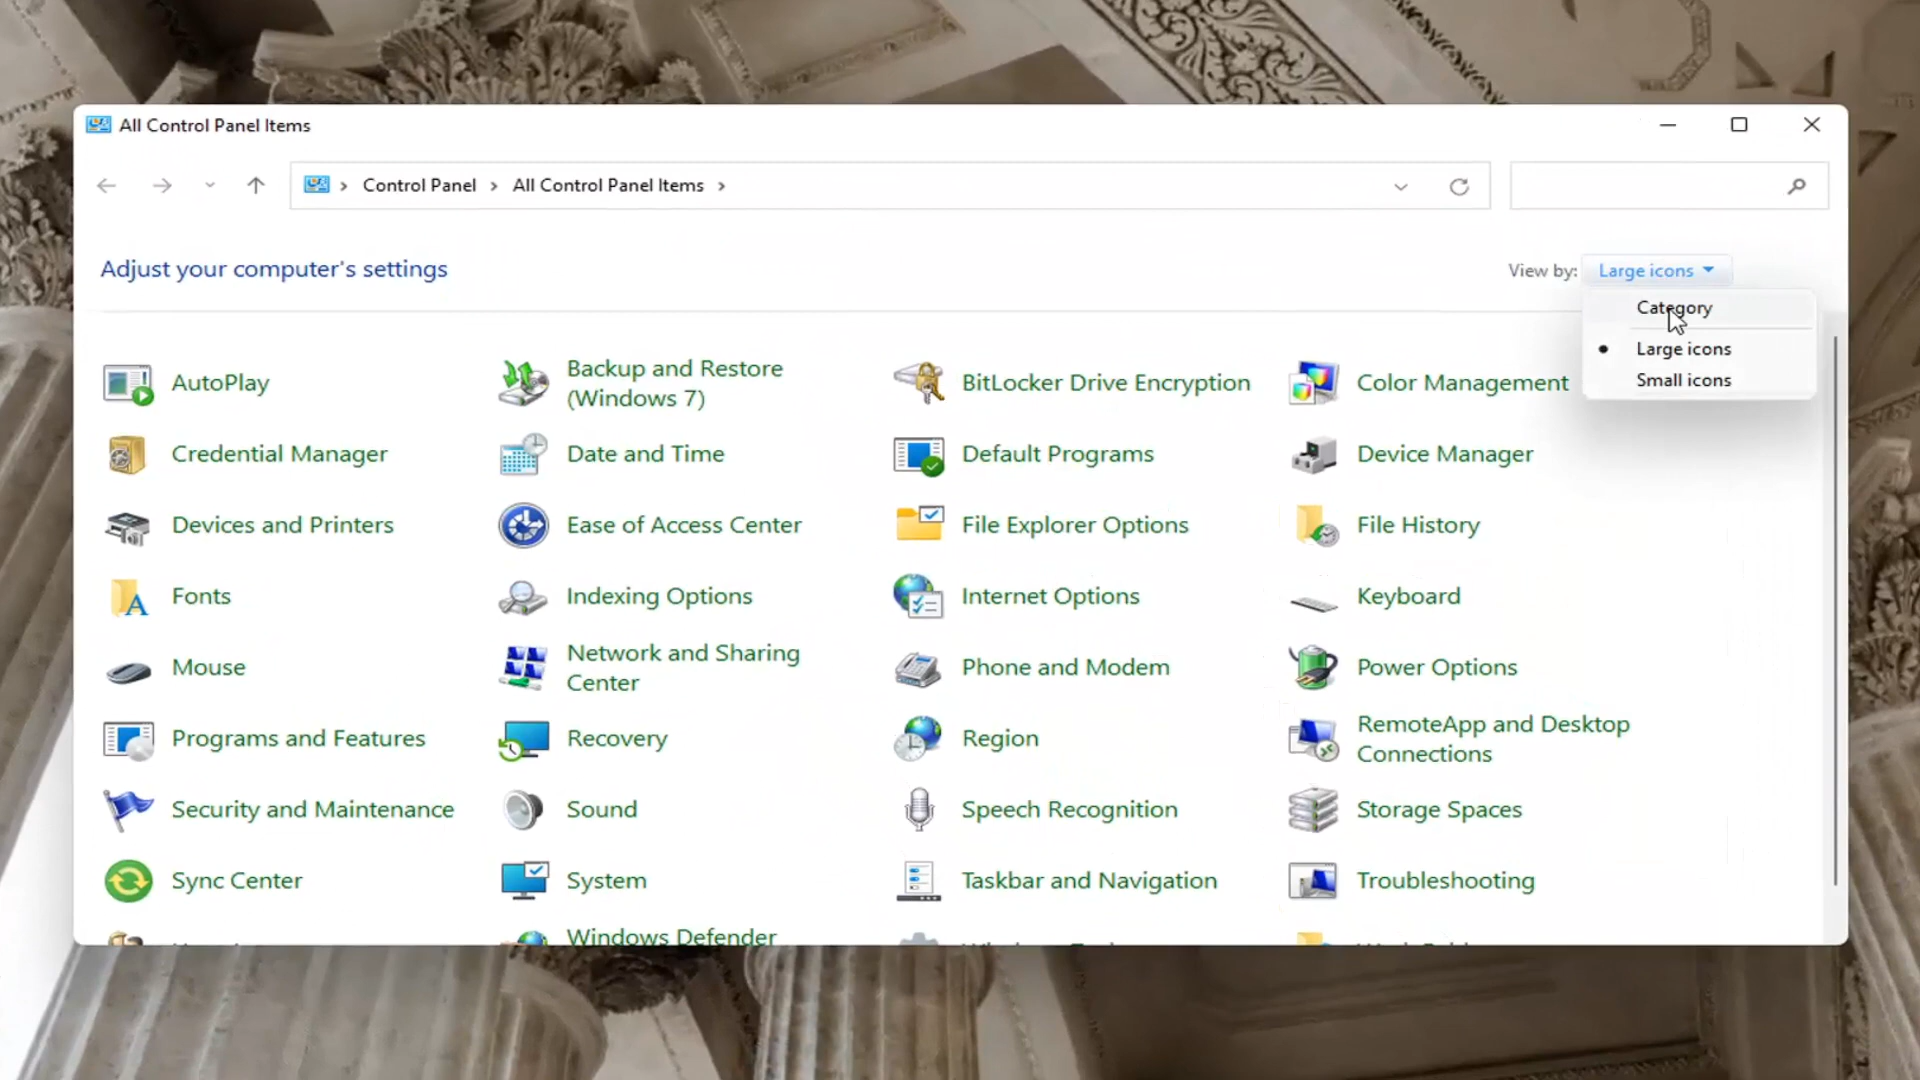 All Control Panel Items
Control Panel
All Control Panel Items
Adjust your computer's settings
View by:
Large icons
Category
Large icons
Small icons
AutoPlay
Backup and Restore
(Windows 7)
BitLocker Drive Encryption
Color Management
Credential Manager
Date and Time
Default Programs
Device Manager
Devices and Printers
Ease of Access Center
File Explorer Options
File History
Fonts
Indexing Options
Internet Options
Keyboard
Mouse
Network and Sharing
Center
Phone and Modem
Power Options
Programs and Features
Recovery
Region
RemoteApp and Desktop
Connections
Security and Maintenance
Sound
Speech Recognition
Storage Spaces
Sync Center
System
Taskbar and Navigation
Troubleshooting
Windows Defender